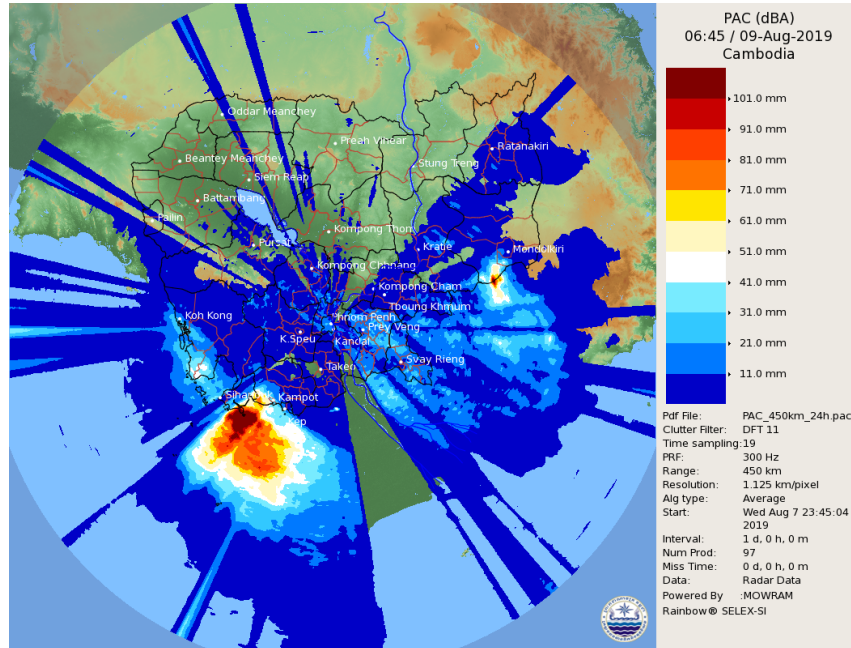 PAC (dBA)
06:45 / 09-Aug-2019
Cambodia
101.0 mm
91.0 mm
81.0 mm
71.0 mm
61.0 mm
51.0 mm
41.0 mm
31.0 mm
21.0 mm
11.0 mm
Pdf File: PAC_450km_24h.pac
Clutter Filter: DFT 11
Time sampling:19
PRF: 300 Hz
Range: 450 km
Resolution: 1.125 km/pixel
Alg type: Average
Start: Wed Aug 7 23:45:04
2019
Interval: 1 d, 0 h, 0 m
Num Prod: 97
Miss Time: 0 d, 0 h, 0 m
Data: Radar Data
Powered By :MOWRAM
Rainbow® SELEX-SI
Oddar Meanchey
Preah Vihear
Ratanakiri
Beantey Meanchey
Stung Treng
Siem Reap
Battambang
Pailin
Kompong Thom
Pursat
Kratie
Mondolkiri
Kompong Chhnang
Kompong Cham
Tboung Khmum
Koh Kong
Phnom Penh
Prey Veng
K.Speu
Kandal
Svay Rieng
Takeo
Kampot